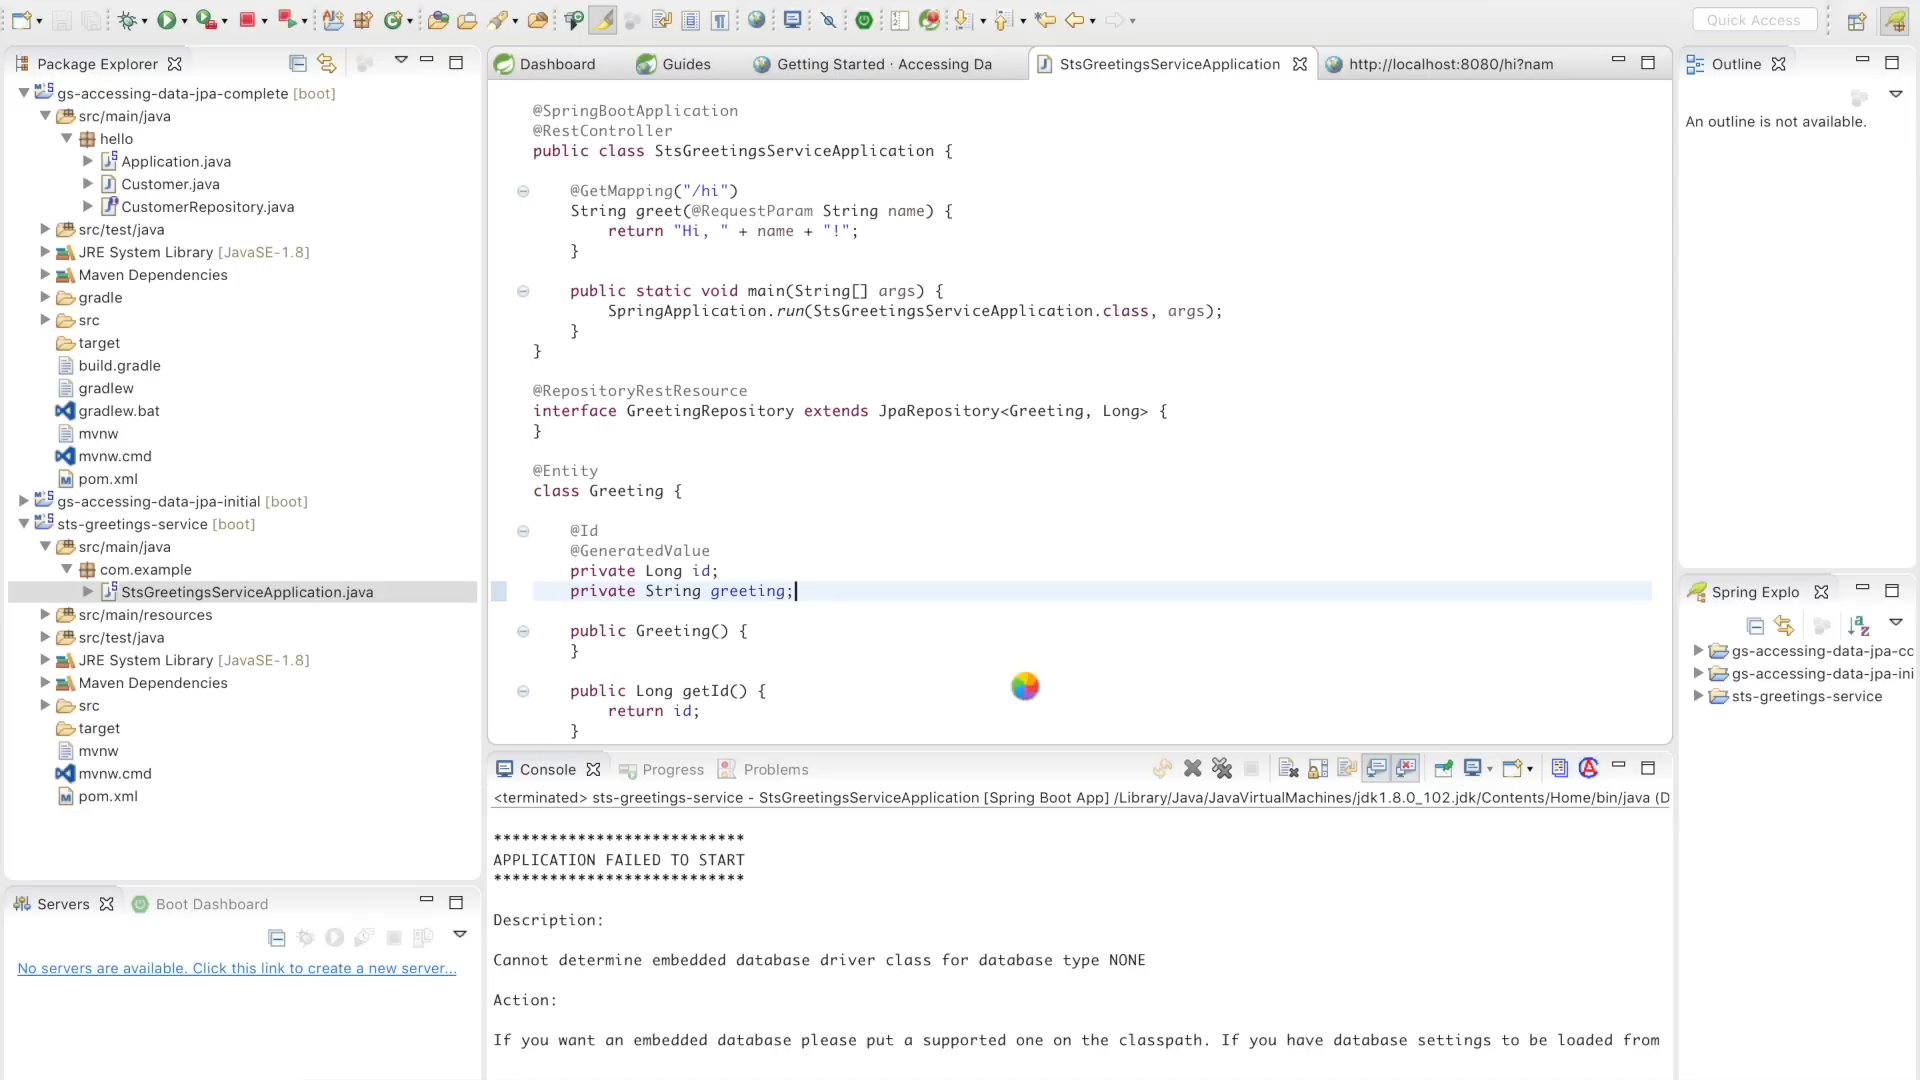 Quick Access
Package Explorer
gs-accessing-data-jpa-complete [boot]
src/main/java
hello
Application.java
Customer.java
CustomerRepository.java
src/test/java
JRE System Library [JavaSE-1.8]
Maven Dependencies
gradle
src
target
build.gradle
gradlew
gradlew.bat
mvnw
mvnw.cmd
pom.xml
gs-accessing-data-jpa-initial [boot]
sts-greetings-service [boot]
src/main/java
com.example
StsGreetingsServiceApplication.java
src/main/resources
src/test/java
JRE System Library [JavaSE-1.8]
Maven Dependencies
src
target
mvnw
mvnw.cmd
pom.xml
Servers
Boot Dashboard
No servers are available. Click this link to create a new server...
Dashboard
Guides
Getting Started · Accessing Da
StsGreetingsServiceApplication
http://localhost:8080/hi?nam
@SpringBootApplication
@RestController
public class StsGreetingsServiceApplication {
@GetMapping("/hi")
String greet(@RequestParam String name) {
return "Hi, " + name + "!";
}
public static void main(String[] args) {
SpringApplication.run(StsGreetingsServiceApplication.class, args);
}
}
@RepositoryRestResource
interface GreetingRepository extends JpaRepository<Greeting, Long> {
}
@Entity
class Greeting {
@Id
@GeneratedValue
private Long id;
private String greeting;
public Greeting() {
}
public Long getId() {
return id;
}
Console
Progress
Problems
<terminated> sts-greetings-service - StsGreetingsServiceApplication [Spring Boot App] /Library/Java/JavaVirtualMachines/jdk1.8.0_102.jdk/Contents/Home/bin/java (D
***************************
APPLICATION FAILED TO START
***************************
Description:
Cannot determine embedded database driver class for database type NONE
Action:
If you want an embedded database please put a supported one on the classpath. If you have database settings to be loaded from
Outline
An outline is not available.
Spring Explo
gs-accessing-data-jpa-co
gs-accessing-data-jpa-ini
sts-greetings-service